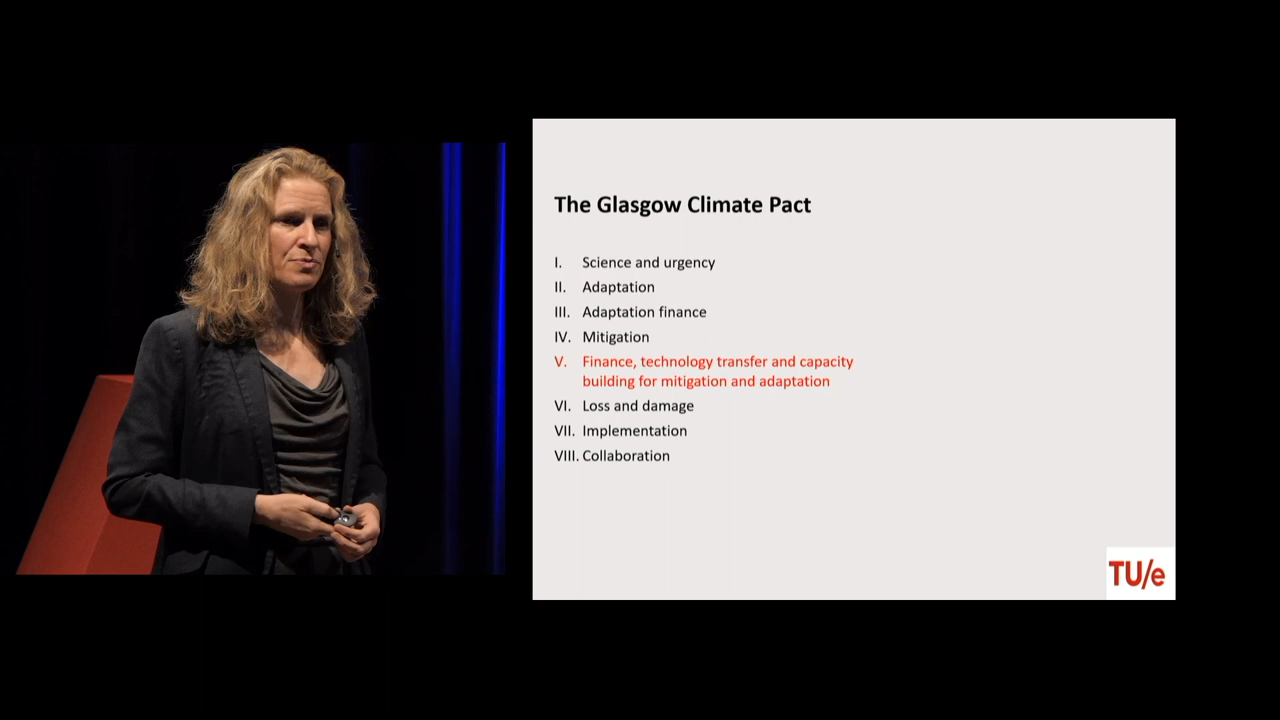 The Glasgow Climate Pact
I. Science and urgency
II. Adaptation
III. Adaptation finance
IV. Mitigation
V. Finance, technology transfer and capacity
building for mitigation and adaptation
VI. Loss and damage
VII. Implementation
VIII. Collaboration
TU/e